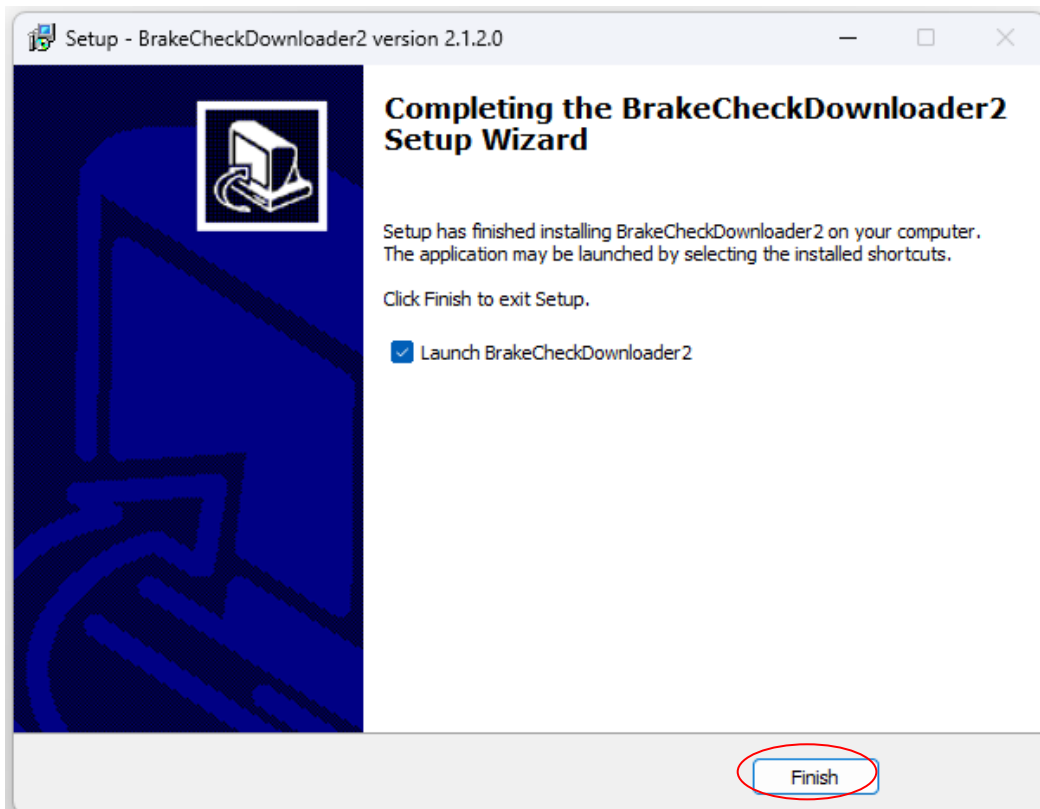 Setup - BrakeCheckDownloader2 version 2.1.2.0
Completing the BrakeCheckDownloader2
Setup Wizard
Setup has finished installing BrakeCheckDownloader2 on your computer.
The application may be launched by selecting the installed shortcuts.
Click Finish to exit Setup.
Launch BrakeCheckDownloader2
Finish